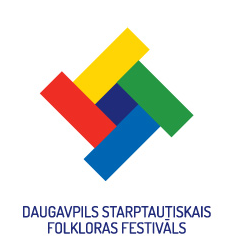 DAUGAVPILS STARPTAUTISKAIS
FOLKLORAS FESTIVĀLS